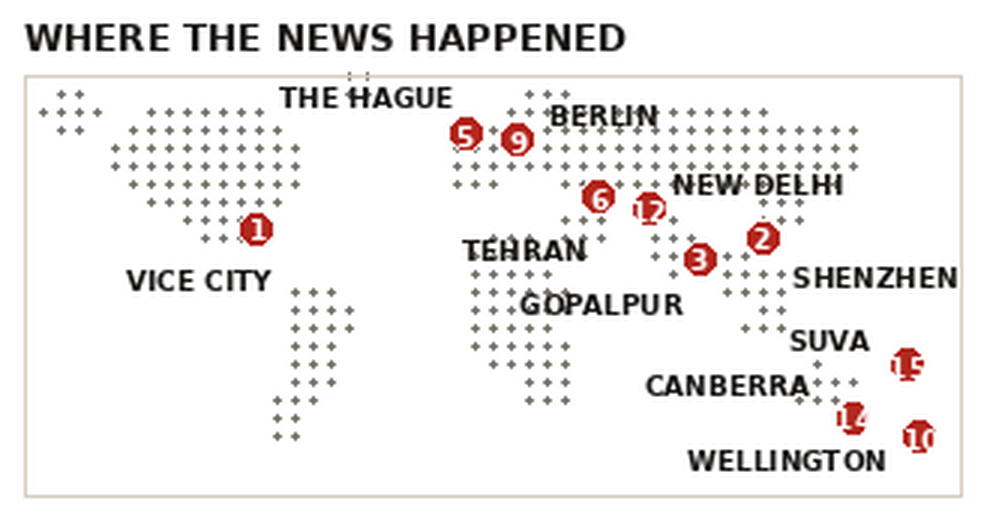 WHERE THE NEWS HAPPENED
THE HAGUE
BERLIN
5
9
NEW DELHI
6
12
1
2
TEHRAN
3
VICE CITY
SHENZHEN
GOPALPUR
SUVA
15
CANBERRA
14
10
WELLINGTON